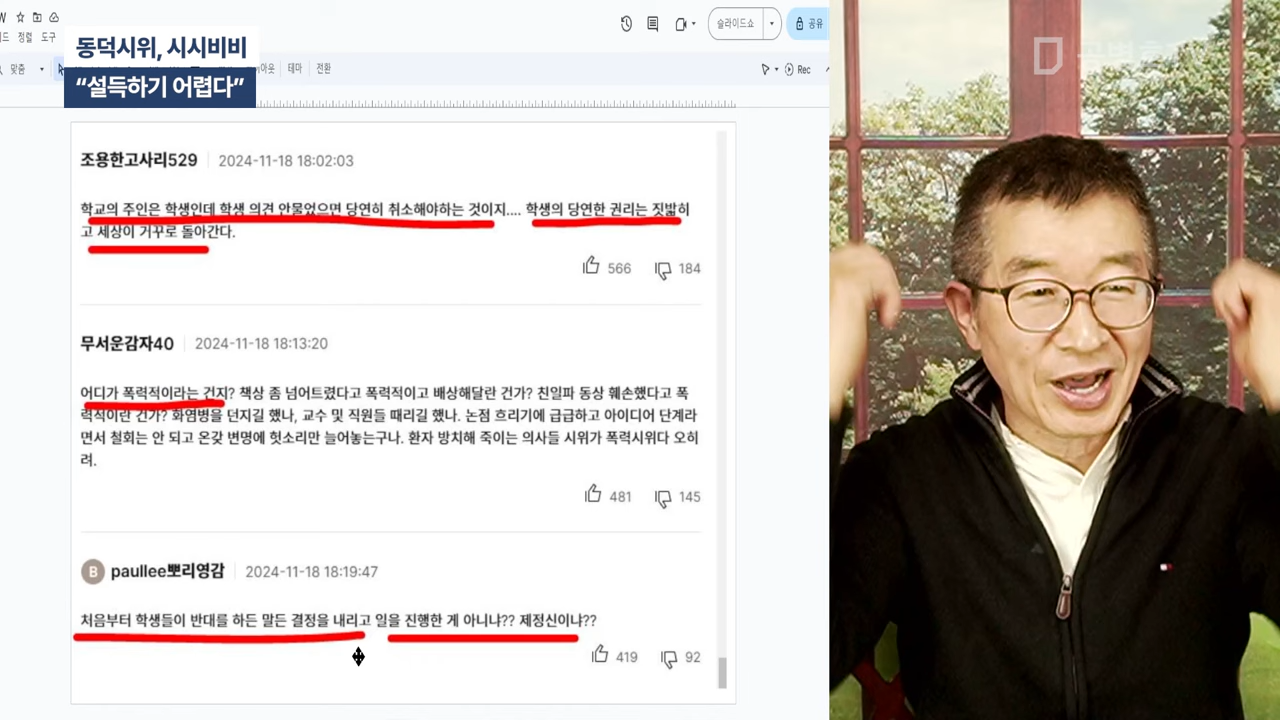 동덕시위, 시시비비
“설득하기 어렵다”
정렬 도구
슬라이드쇼
공유
맞춤
테마
전환
Rec
조용한고사리529 2024-11-18 18:02:03
학교의 주인은 학생인데 학생 의견 안물었으면 당연히 취소해야하는 것이지.... 학생의 당연한 권리는 짓밟히
고 세상이 거꾸로 돌아간다.
566 184
무서운감자40 2024-11-18 18:13:20
어디가 폭력적이라는 건지? 책상 좀 넘어트렸다고 폭력적이고 배상해달란 건가? 친일파 동상 훼손했다고 폭
력적이란 건가? 화염병을 던지길 했나, 교수 및 직원들 때리길 했나. 논점 흐리기에 급급하고 아이디어 단계라
면서 철회는 안 되고 온갖 변명에 헛소리만 늘어놓는구나. 환자 방치해 죽이는 의사들 시위가 폭력시위다 오히
려.
481 145
B paullee뽀리영감 2024-11-18 18:19:47
처음부터 학생들이 반대를 하든 말든 결정을 내리고 일을 진행한 게 아니냐?? 제정신이냐??
419 92